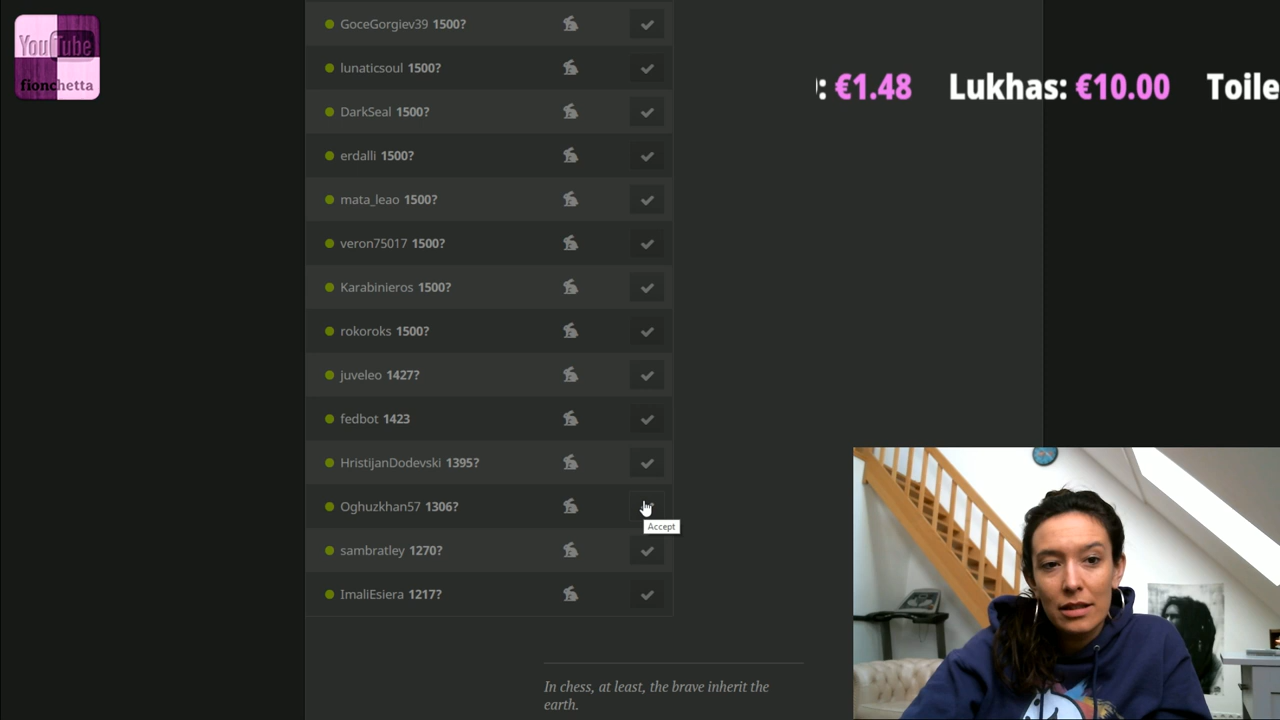 YouTube
fionchetta
: €1.48 Lukhas: €10.00 Toile
GoceGorgiev39 1500?
lunaticsoul 1500?
DarkSeal 1500?
erdalli 1500?
mata_leao 1500?
veron75017 1500?
Karabinieros 1500?
rokoroks 1500?
juveleo 1427?
fedbot 1423
HristijanDodevski 1395?
Oghuzkhan57 1306?
Accept
sambratley 1270?
ImaliEsiera 1217?
In chess, at least, the brave inherit the
earth.